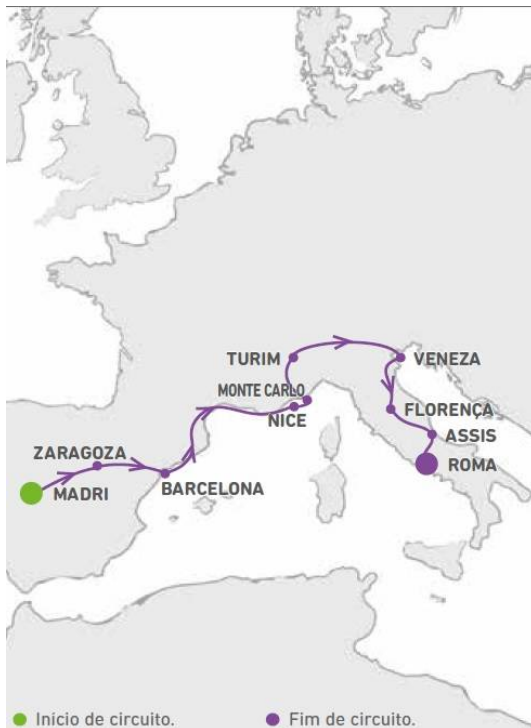 TURIM
VENEZA
MONTE CARLO
NICE
FLORENÇA
ASSIS
ZARAGOZA
ROMA
MADRI
BARCELONA
Início de circuito.
Fim de circuito.